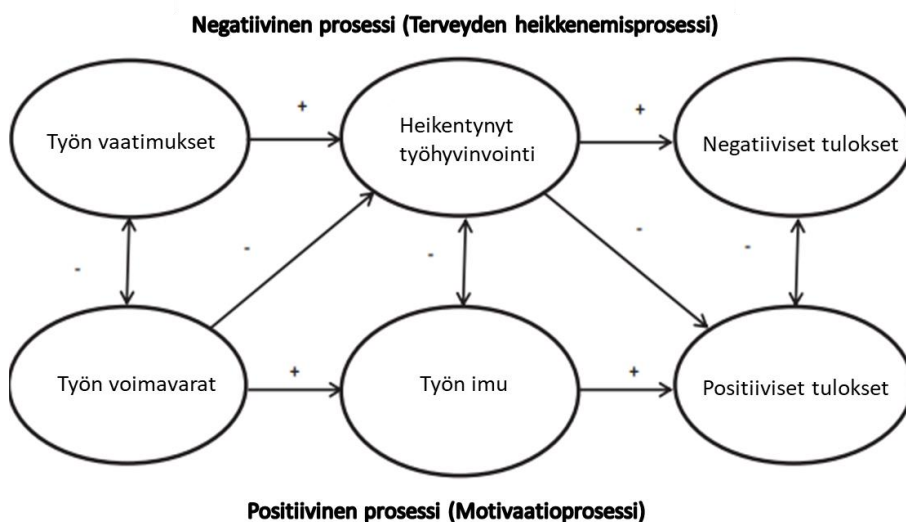 Negatiivinen prosessi (Terveyden heikkenemisprosessi)
+
+
Työn vaatimukset
Heikentynyt
työhyvinvointi
Negatiiviset tulokset
-
-
-
-
-
+
+
Työn voimavarat
Työn imu
Positiiviset tulokset
Positiivinen prosessi (Motivaatioprosessi)